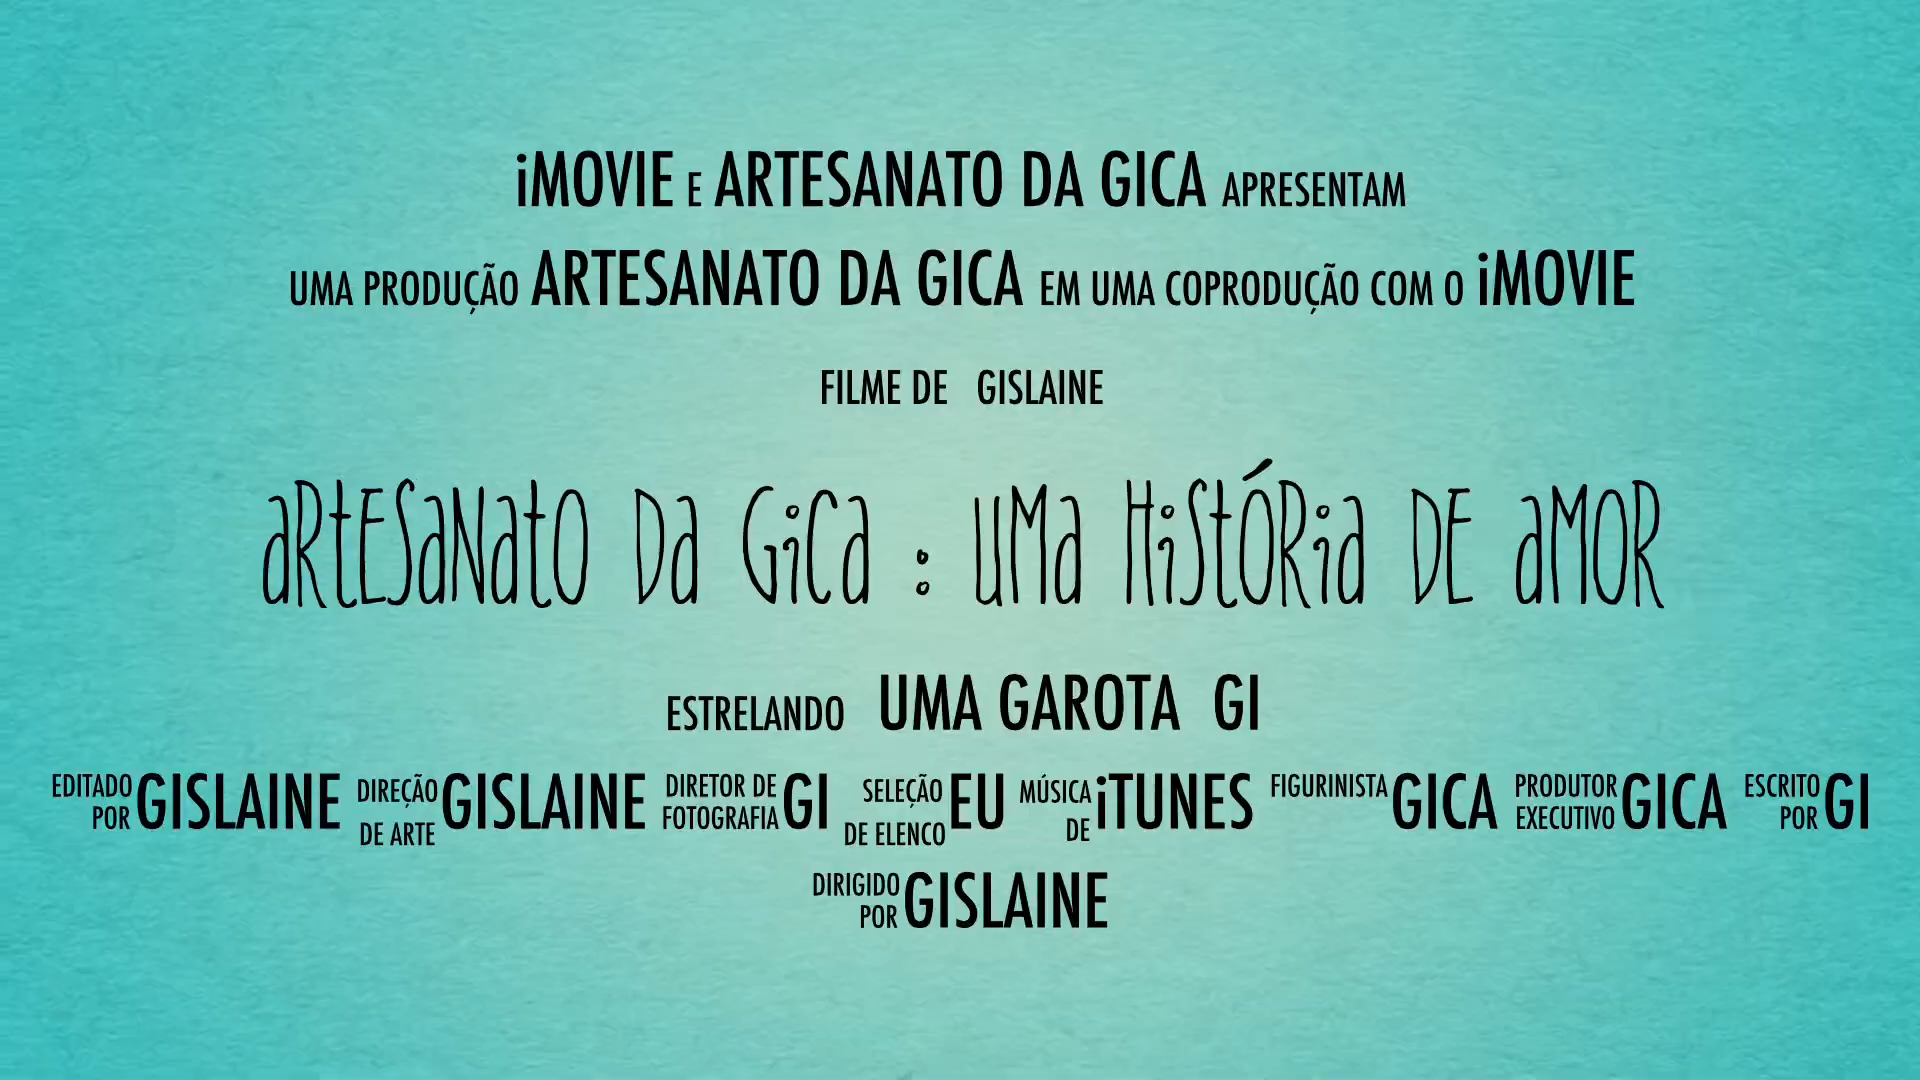 iMOVIE E ARTESANATO DA GICA APRESENTAM
UMA PRODUÇÃO ARTESANATO DA GICA EM UMA COPRODUÇÃO COM O iMOVIE
FILME DE GISLAINE
ARTESANATO DA GiCA : UMA HiSTÓRiA DE AMOR
ESTRELANDO UMA GAROTA GI
EDITADO POR GISLAINE DIREÇÃO DE ARTE GISLAINE DIRETOR DE FOTOGRAFIA GI SELEÇÃO DE ELENCO EU MÚSICA DE iTUNES FIGURINISTA GICA PRODUTOR EXECUTIVO GICA ESCRITO POR GI
DIRIGIDO POR GISLAINE